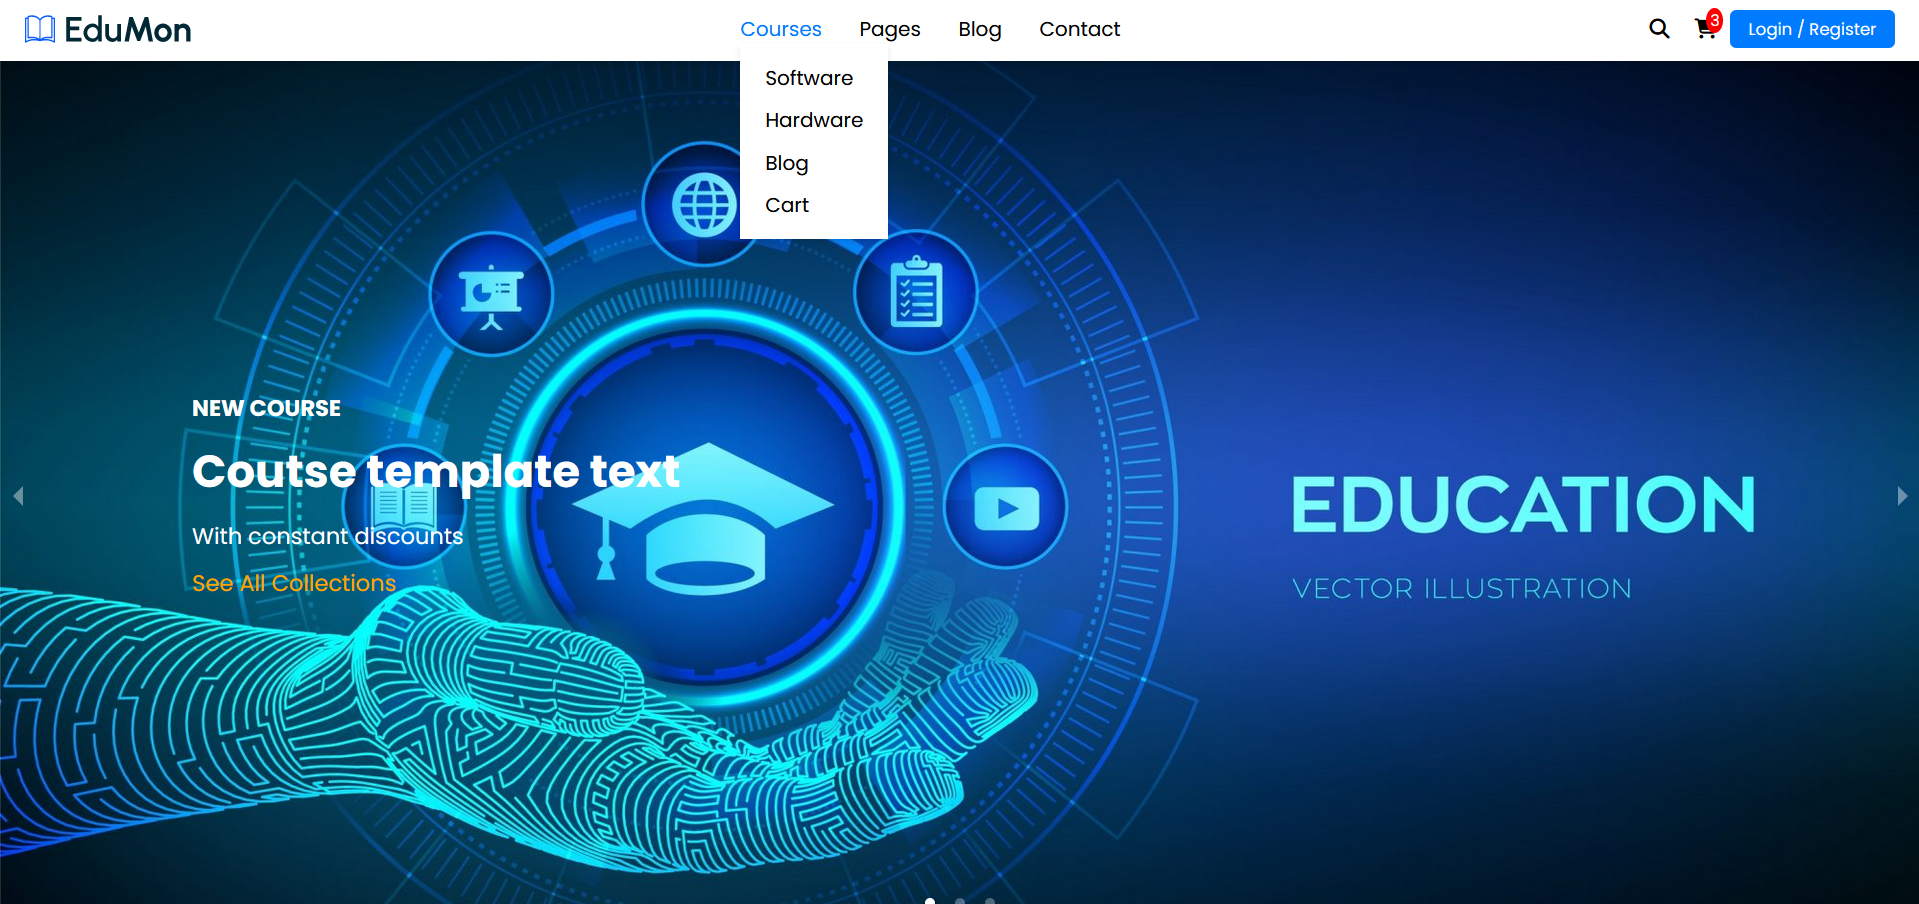 EduMon
Courses Pages Blog Contact
3
Login / Register
Software
Hardware
Blog
Cart
NEW COURSE
Coutse template text
With constant discounts
See All Collections
EDUCATION
VECTOR ILLUSTRATION